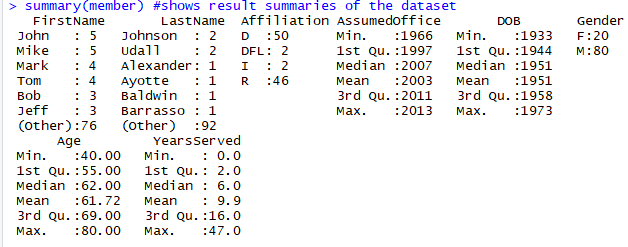 > summary(member) #shows result summaries of the dataset
FirstName LastName Affiliation AssumedOffice DOB Gender
John : 5 Johnson : 2 D :50 Min. :1966 Min. :1933 F:20
Mike : 5 Udall : 2 DFL: 2 1st Qu.:1997 1st Qu.:1944 M:80
Mark : 4 Alexander: 1 I : 2 Median :2007 Median :1951
Tom : 4 Ayotte : 1 R :46 Mean :2003 Mean :1951
Bob : 3 Baldwin : 1 3rd Qu.:2011 3rd Qu.:1958
Jeff : 3 Barrasso : 1 Max. :2013 Max. :1973
(Other):76 (Other) :92
Age YearsServed
Min. :40.00 Min. : 0.0
1st Qu.:55.00 1st Qu.: 2.0
Median :62.00 Median : 6.0
Mean :61.72 Mean : 9.9
3rd Qu.:69.00 3rd Qu.:16.0
Max. :80.00 Max. :47.0